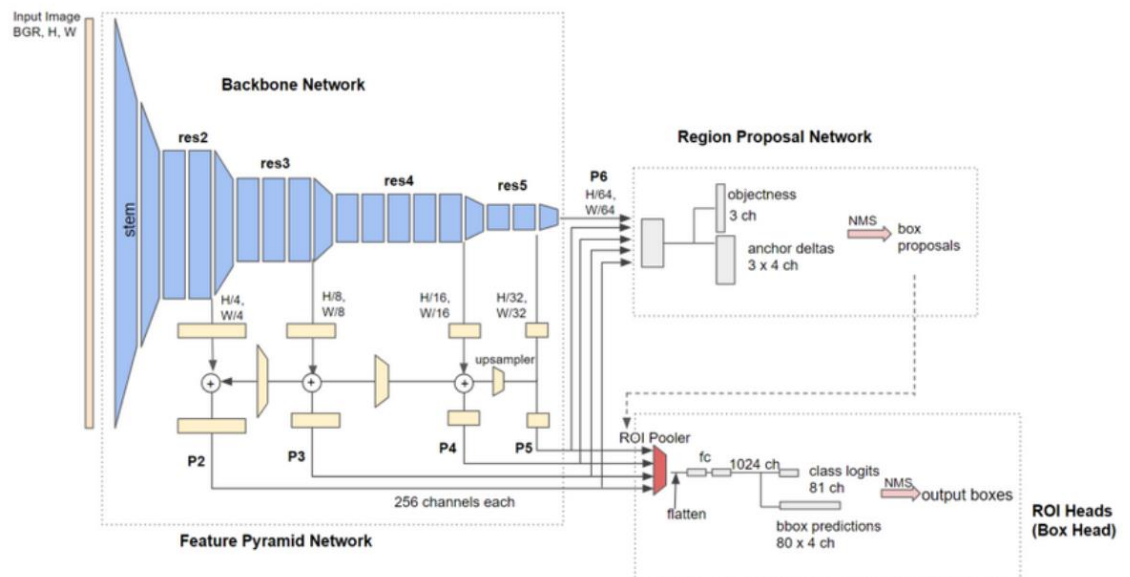 Input Image
BGR, H, W
Backbone Network
stem
res2
res3
res4
res5
P6
H/64,
W/64
Region Proposal Network
objectness
3 ch
anchor deltas
3 x 4 ch
NMS
box
proposals
H/4,
W/4
H/8,
W/8
H/16,
W/16
H/32,
W/32
upsampler
+
+
+
P2
P3
P4
P5
256 channels each
Feature Pyramid Network
ROI Pooler
flatten
fc
1024 ch
class logits
81 ch
bbox predictions
80 x 4 ch
NMS
output boxes
ROI Heads
(Box Head)